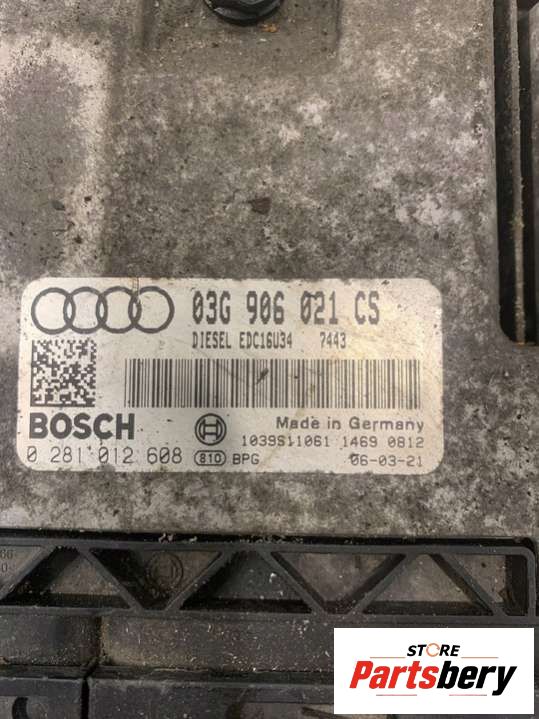 03G 906 021 CS
DIESEL EDC16U34 7443
BOSCH
Made in Germany
1039S11061 1469 0812
0 281 012 608 810 BPG 06-03-21
STORE
Partsbery